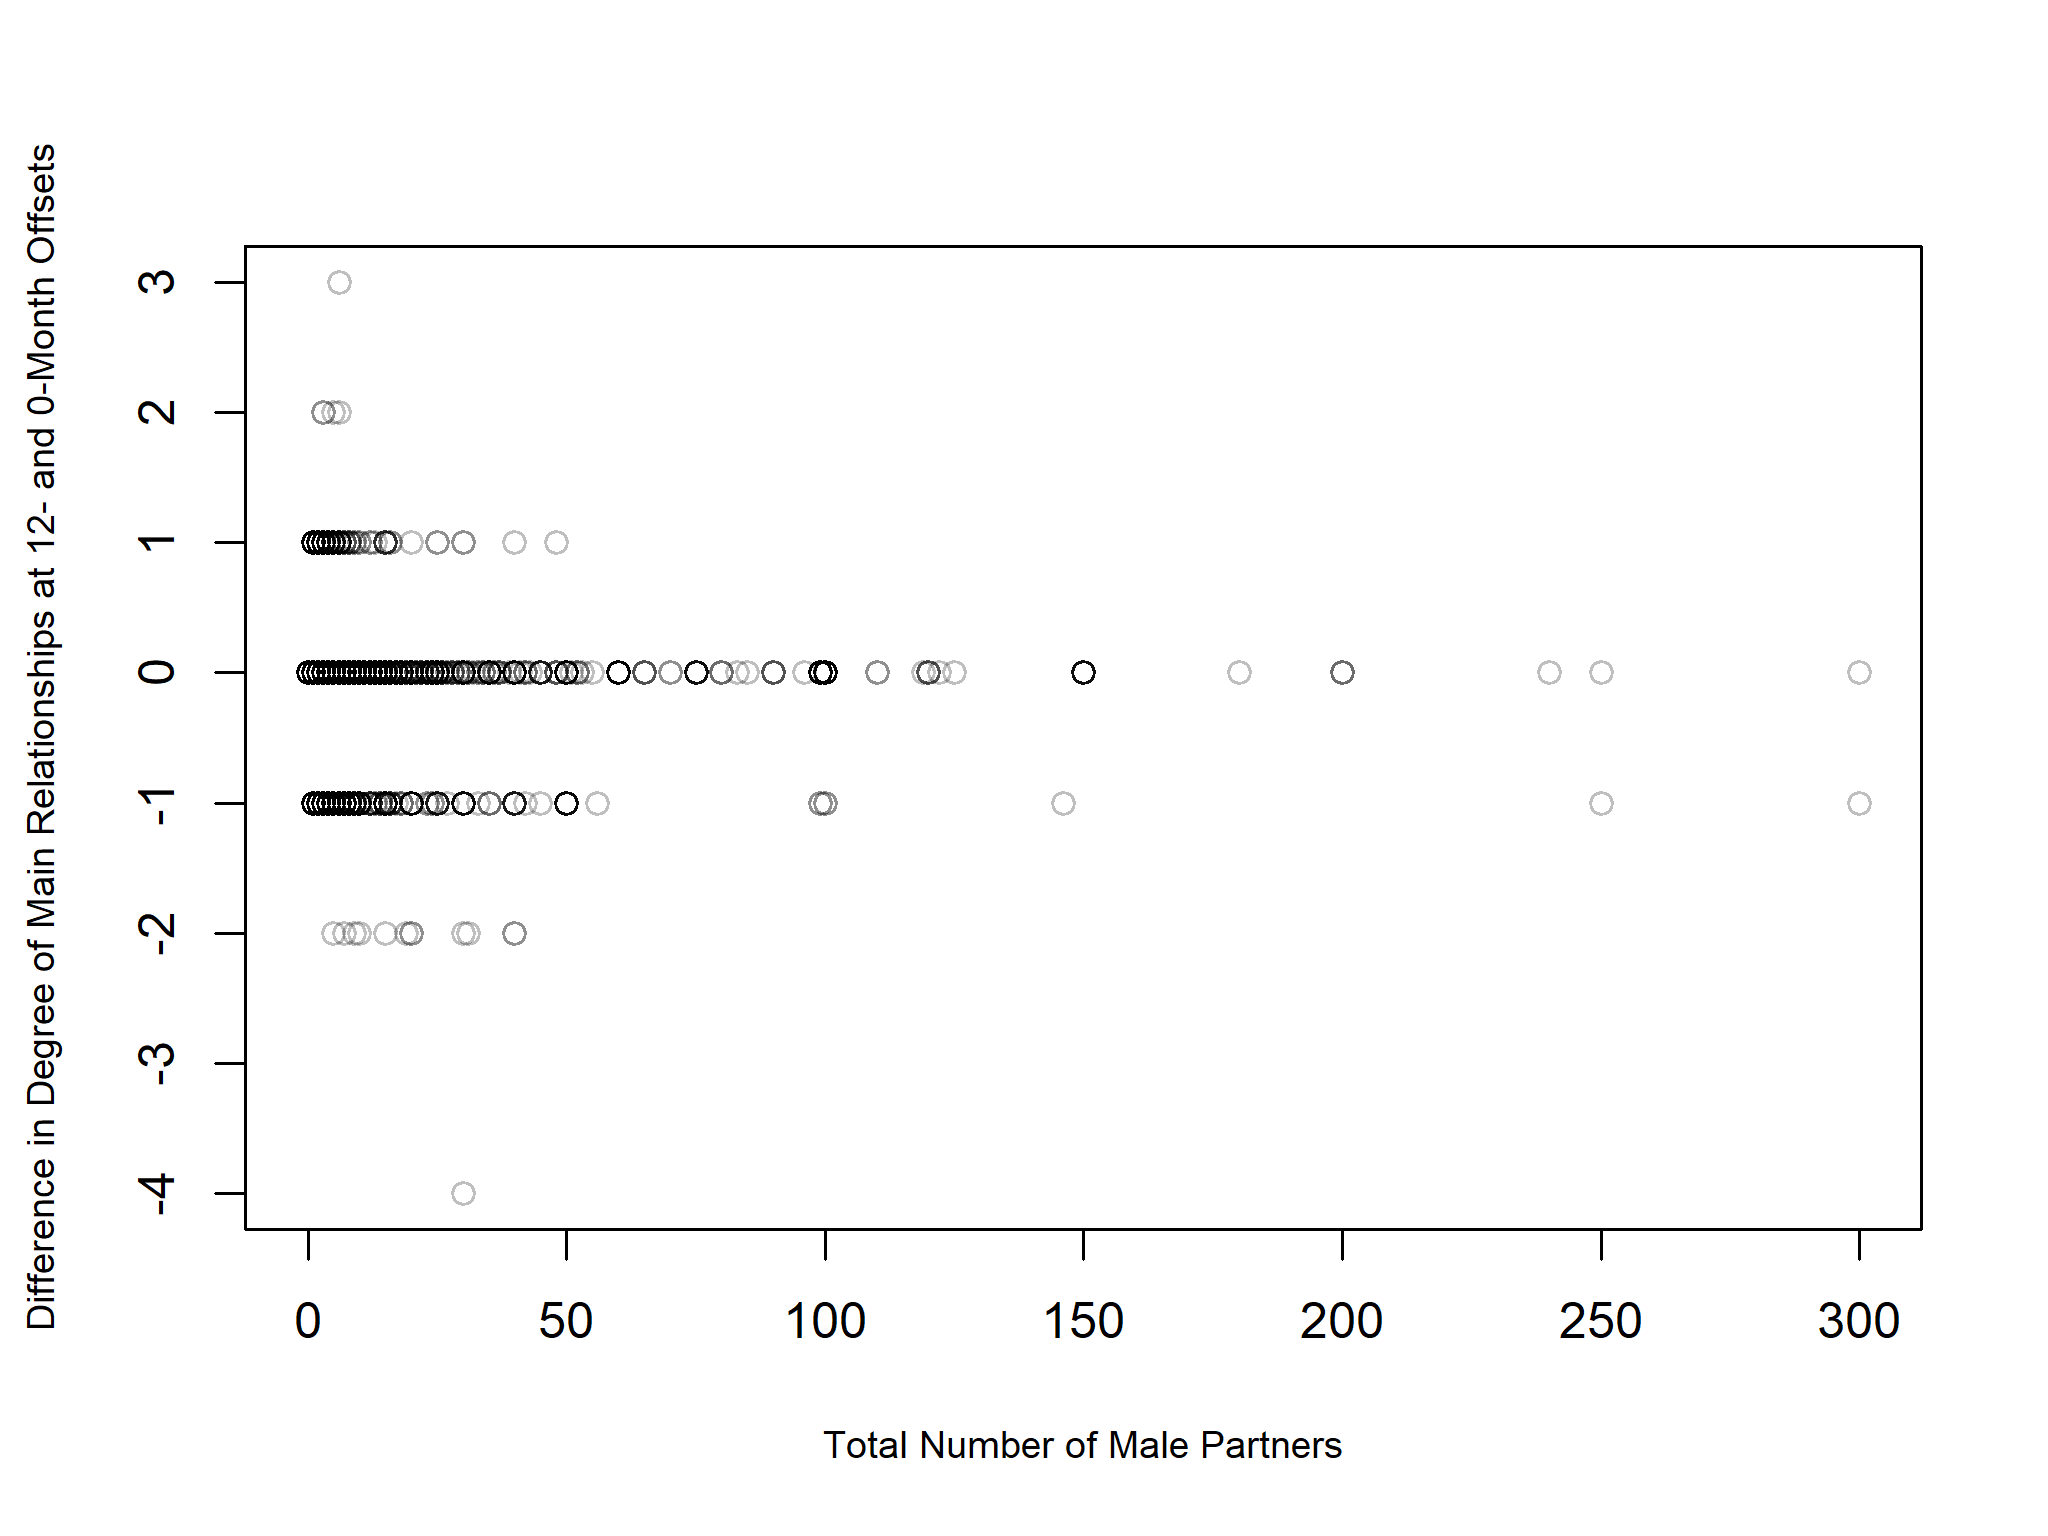 Difference in Degree of Main Relationships at 12- and 0-Month Offsets
3
2
1
0
-1
-2
-3
-4
0 50 100 150 200 250 300
Total Number of Male Partners